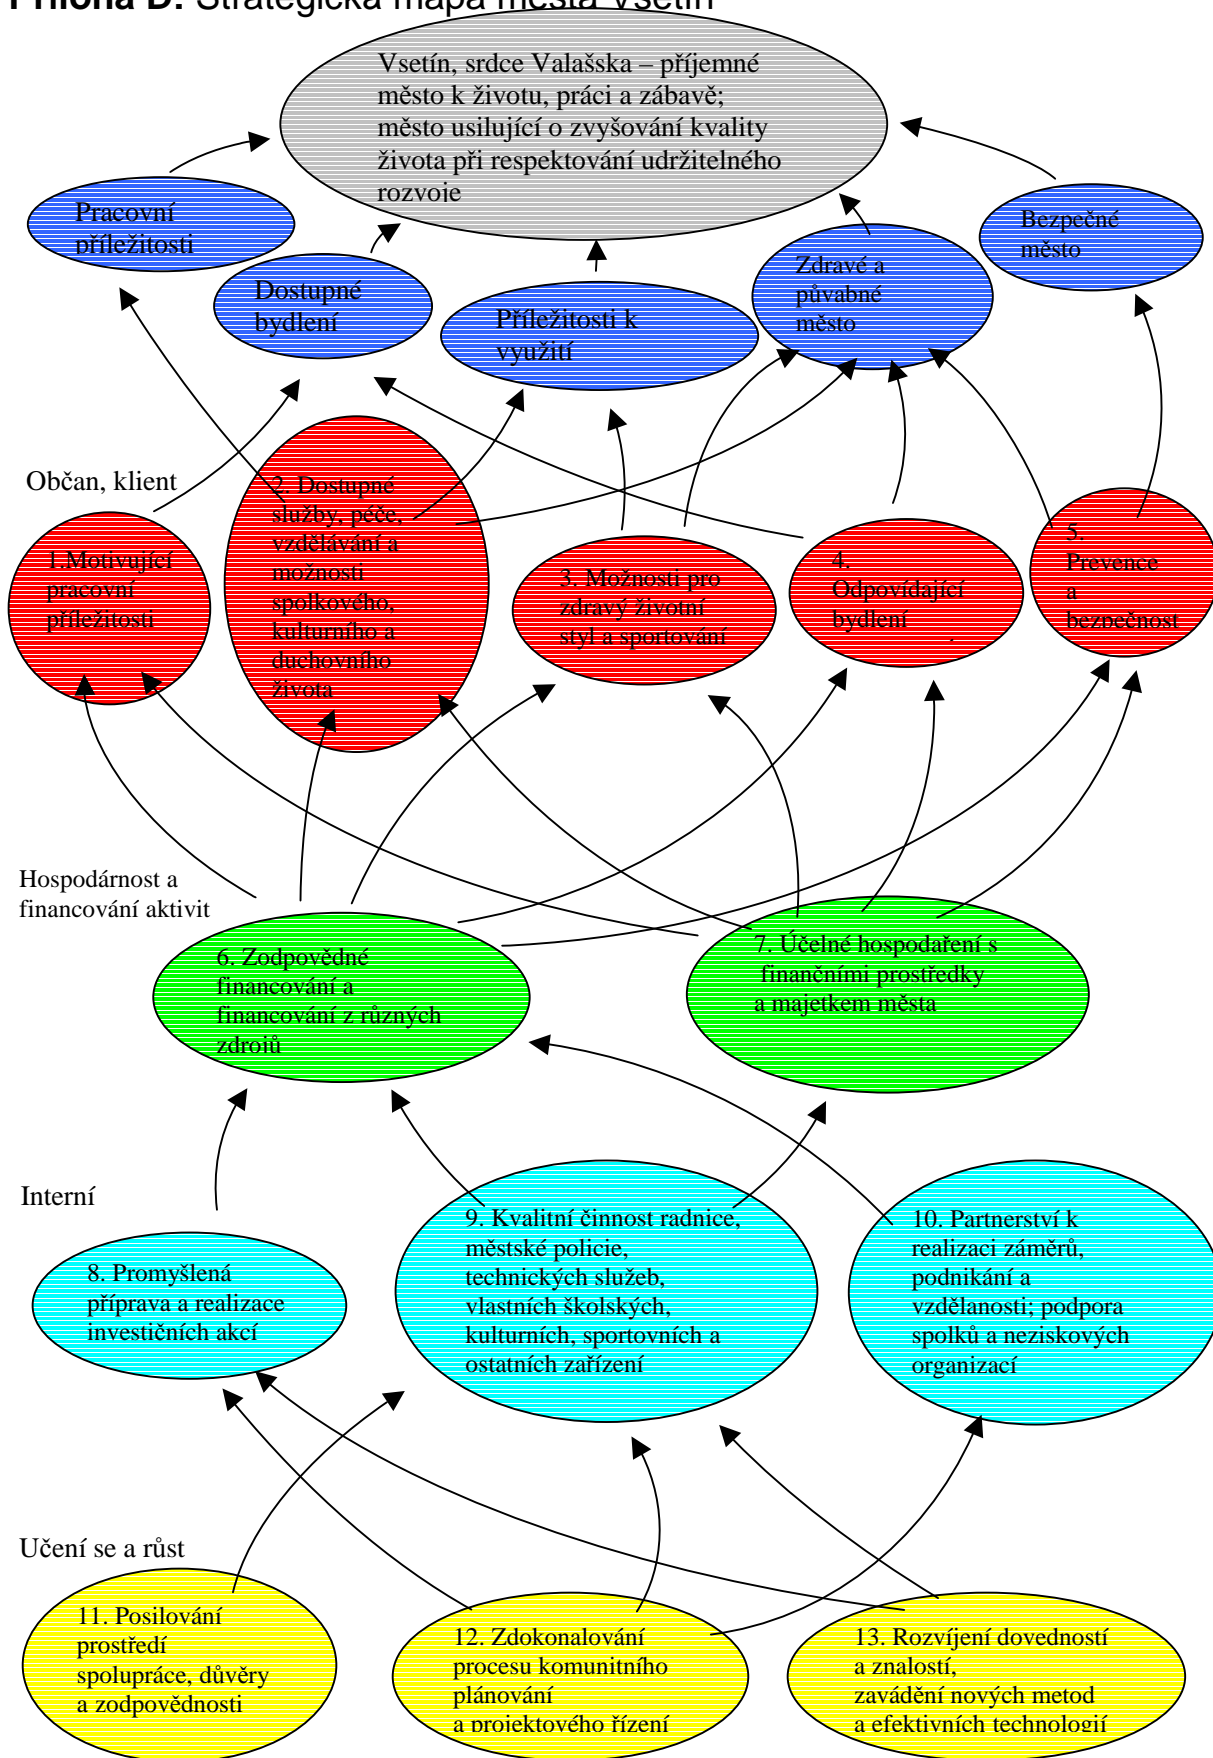 Příloha D: Strategická mapa města Vsetín
Vsetín, srdce Valašska – příjemné
město k životu, práci a zábavě;
město usilující o zvyšování kvality
života při respektování udržitelného
rozvoje
Pracovní
příležitosti
Dostupné
bydlení
Příležitosti k
využití
Zdravé a
půvabné
město
Bezpečné
město
Občan, klient
1.Motivující
pracovní
příležitosti
2. Dostupné
služby, péče,
vzdělávání a
možnosti
spolkového,
kulturního a
duchovního
života
3. Možnosti pro
zdravý životní
styl a sportování
4.
Odpovídající
bydlení
5.
Prevence
a
bezpečnost
Hospodárnost a
financování aktivit
6. Zodpovědné
financování a
financování z různých
zdrojů
7. Účelné hospodaření s
finančními prostředky
a majetkem města
Interní
8. Promyšlená
příprava a realizace
investičních akcí
9. Kvalitní činnost radnice,
městské policie,
technických služeb,
vlastních školských,
kulturních, sportovních a
ostatních zařízení
10. Partnerství k
realizaci záměrů,
podnikání a
vzdělanosti; podpora
spolků a neziskových
organizací
Učení se a růst
11. Posilování
prostředí
spolupráce, důvěry
a zodpovědnosti
12. Zdokonalování
procesu komunitního
plánování
a projektového řízení
13. Rozvíjení dovedností
a znalostí,
zavádění nových metod
a efektivních technologií